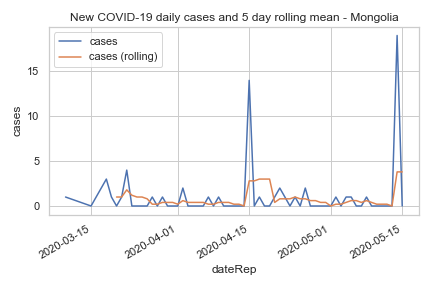 New COVID-19 daily cases and 5 day rolling mean - Mongolia
cases
cases (rolling)
15
10
5
0
cases
2020-03-15
2020-04-01
2020-04-15
2020-05-01
2020-05-15
dateRep